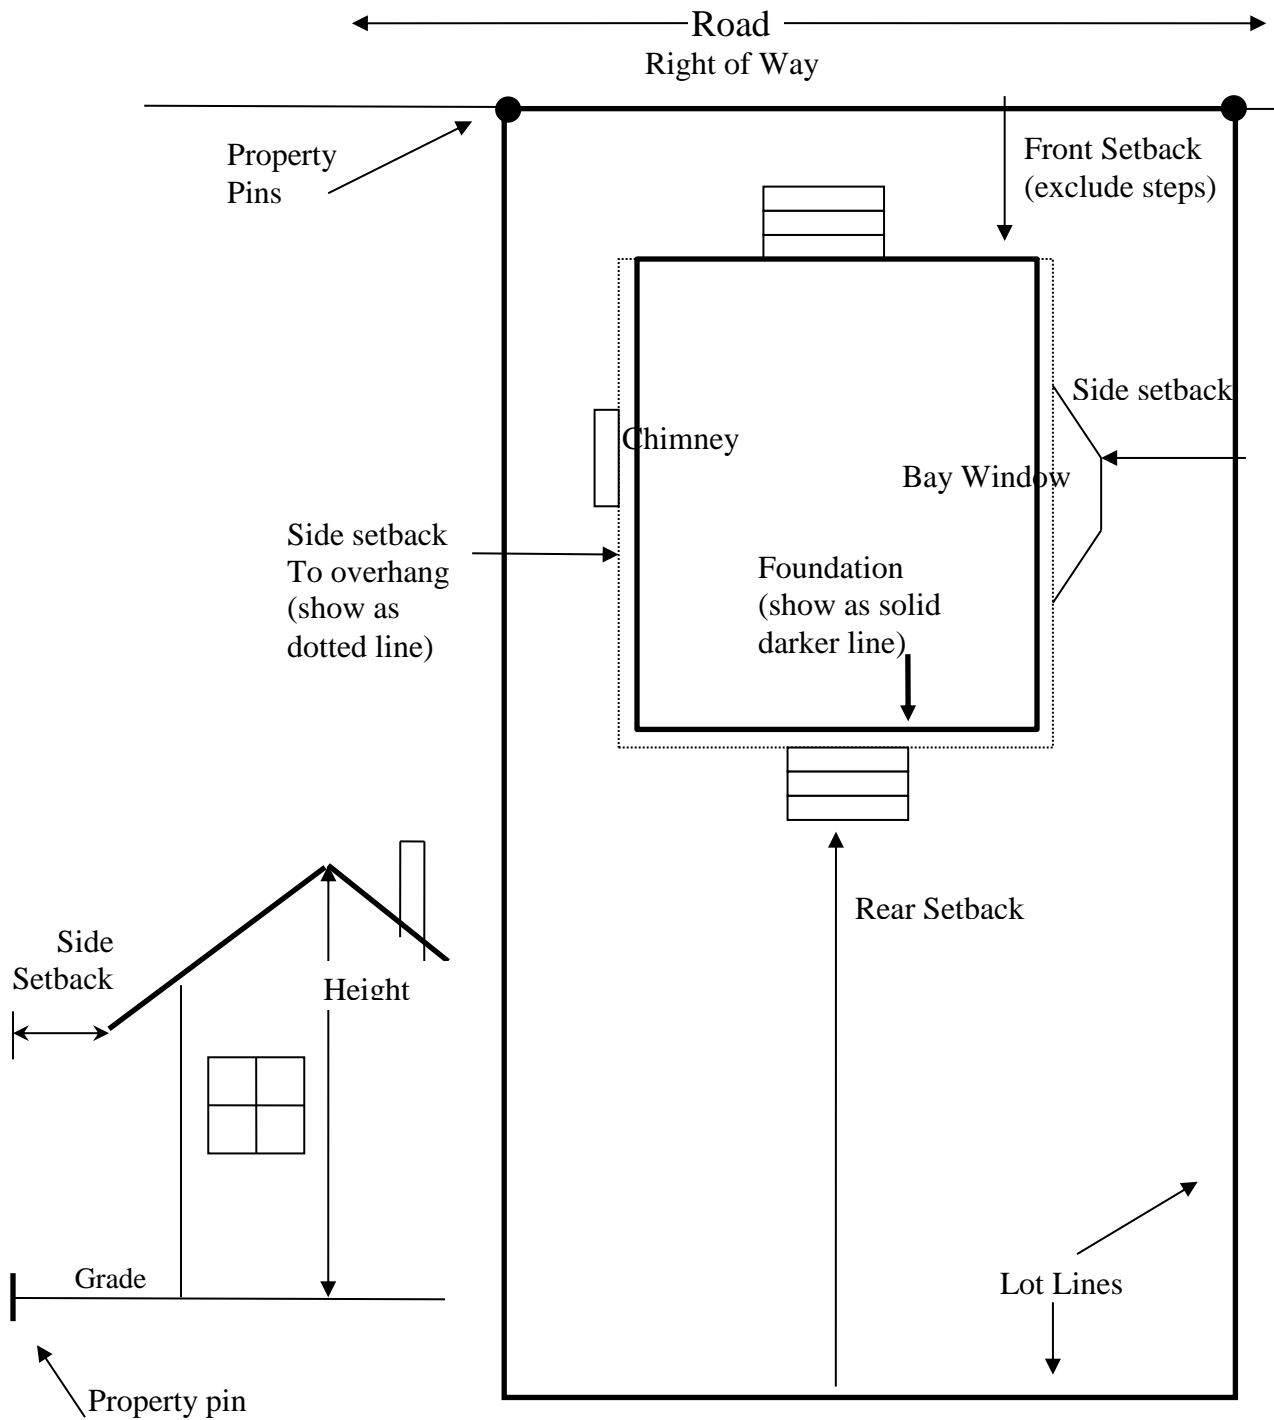 Road
Right of Way
Property
Pins
Front Setback
(exclude steps)
Side setback
Chimney
Bay Window
Side setback
To overhang
(show as
dotted line)
Foundation
(show as solid
darker line)
Rear Setback
Side
Setback
Height
Grade
Lot Lines
Property pin